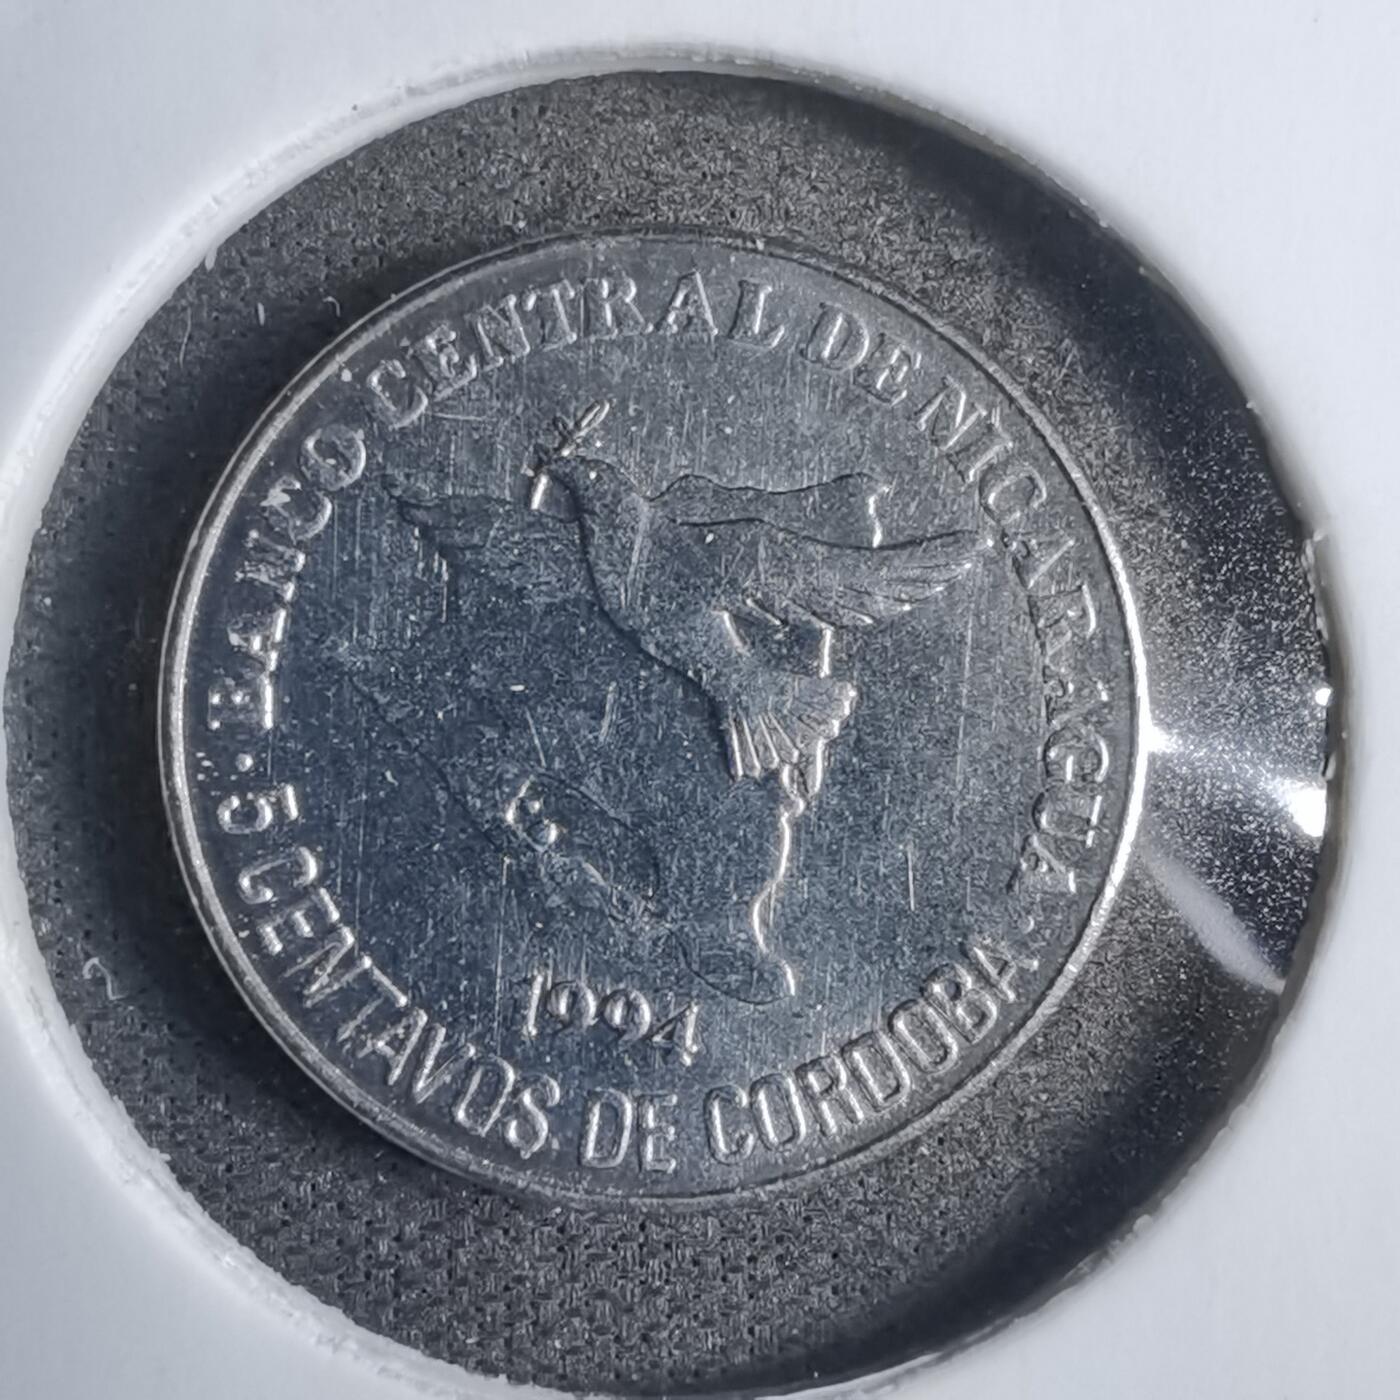 BANCO CENTRAL DE NICARAGUA
1994
5 CENTAVOS DE CORDOBA